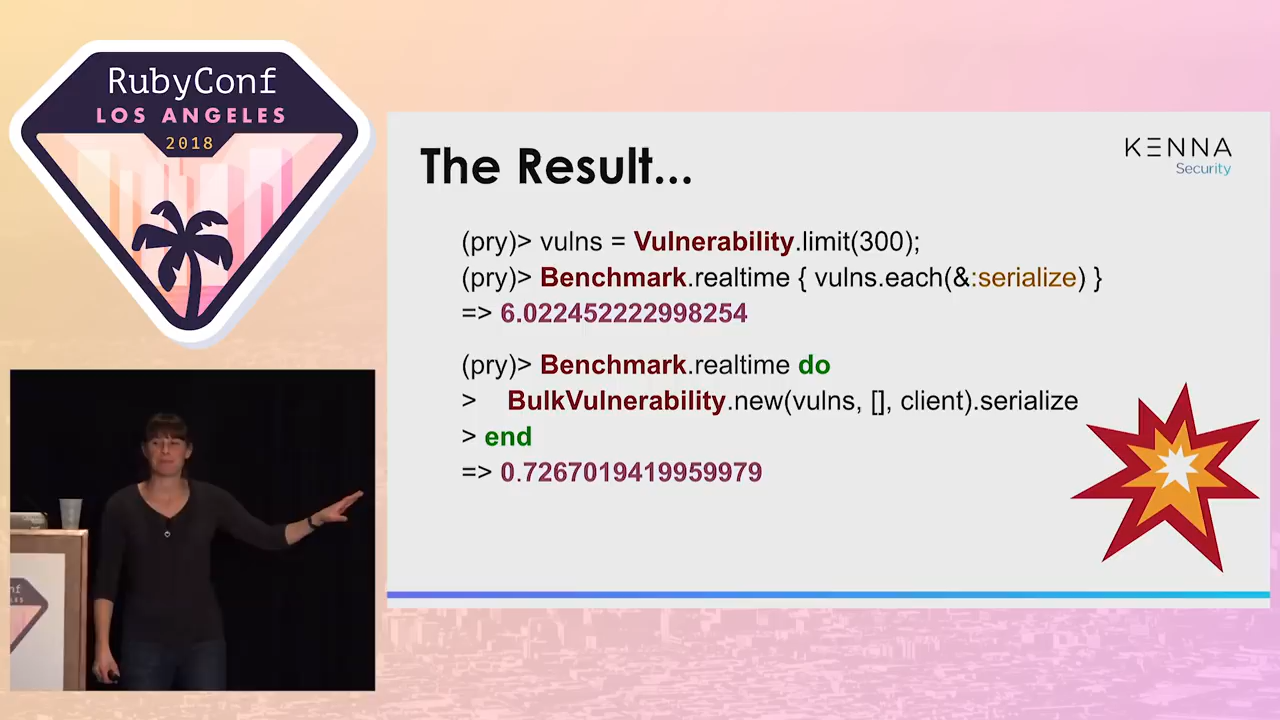 RubyConf
LOS ANGELES
2018
The Result...
KENNA
Security
(pry)> vulns = Vulnerability.limit(300);
(pry)> Benchmark.realtime { vulns.each(&:serialize) }
=> 6.022452222998254
(pry)> Benchmark.realtime do
> BulkVulnerability.new(vulns, [], client).serialize
> end
=> 0.7267019419959979